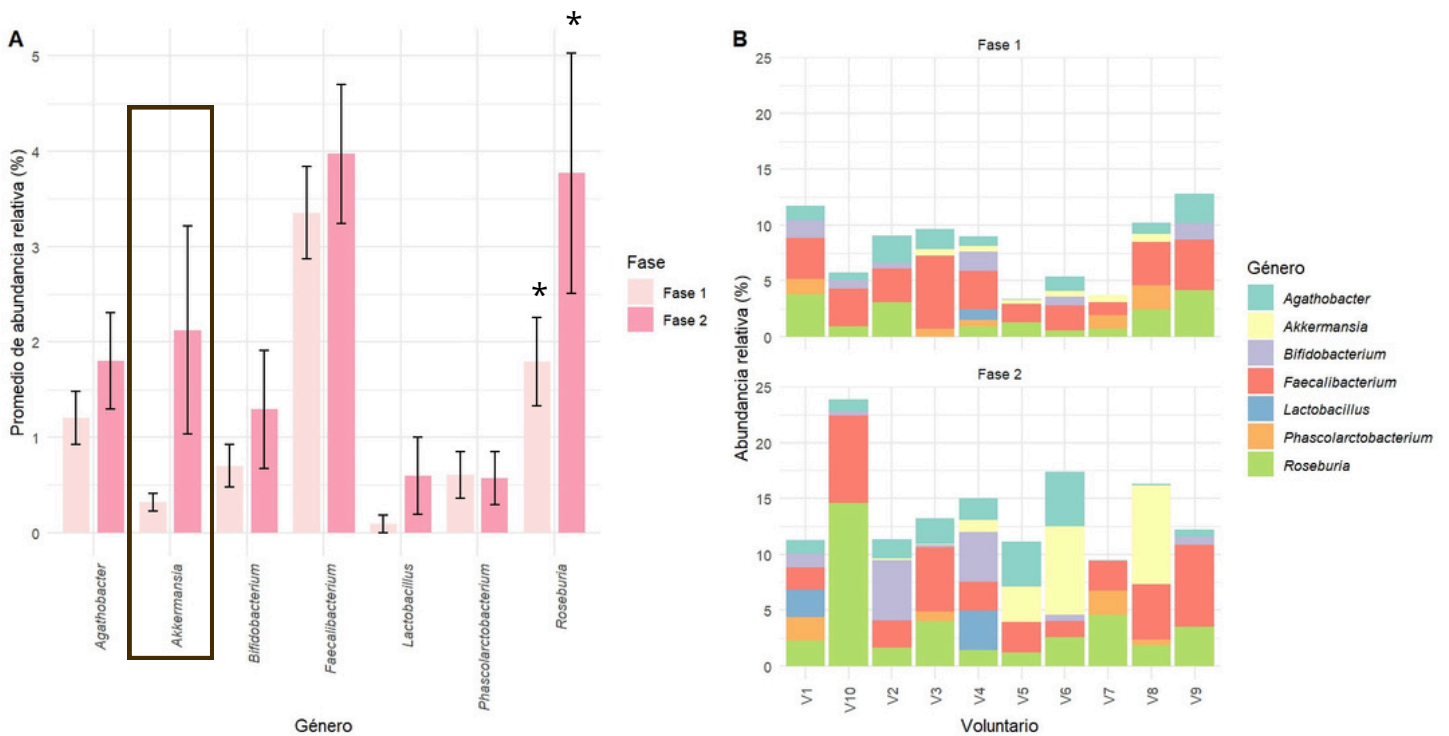 A
*
*
Promedio de abundancia relativa (%)
5
4
3
2
1
0
Agathobacter
Akkermansia
Bifidobacterium
Faecalibacterium
Lactobacillus
Phascolarctobacterium
Roseburia
Género
Fase
Fase 1
Fase 2
B
Fase 1
25
20
15
10
5
0
Fase 2
25
20
15
10
5
0
Abundancia relativa (%)
V1
V10
V2
V3
V4
V5
V6
V7
V8
V9
Voluntario
Género
Agathobacter
Akkermansia
Bifidobacterium
Faecalibacterium
Lactobacillus
Phascolarctobacterium
Roseburia